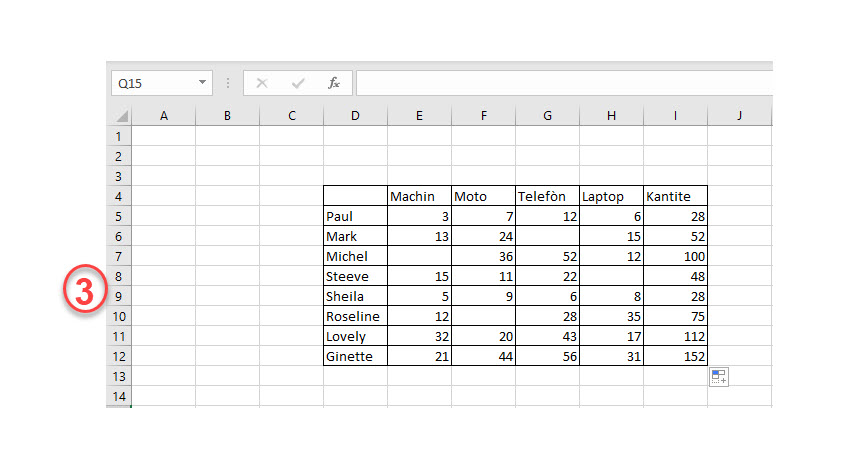 Q15 fx
A B C D E F G H I J
1
2
3
4 Machin Moto Telefòn Laptop Kantite
5 Paul 3 7 12 6 28
6 Mark 13 24 15 52
7 Michel 36 52 12 100
8 Steeve 15 11 22 48
3
9 Sheila 5 9 6 8 28
10 Roseline 12 28 35 75
11 Lovely 32 20 43 17 112
12 Ginette 21 44 56 31 152
13
14